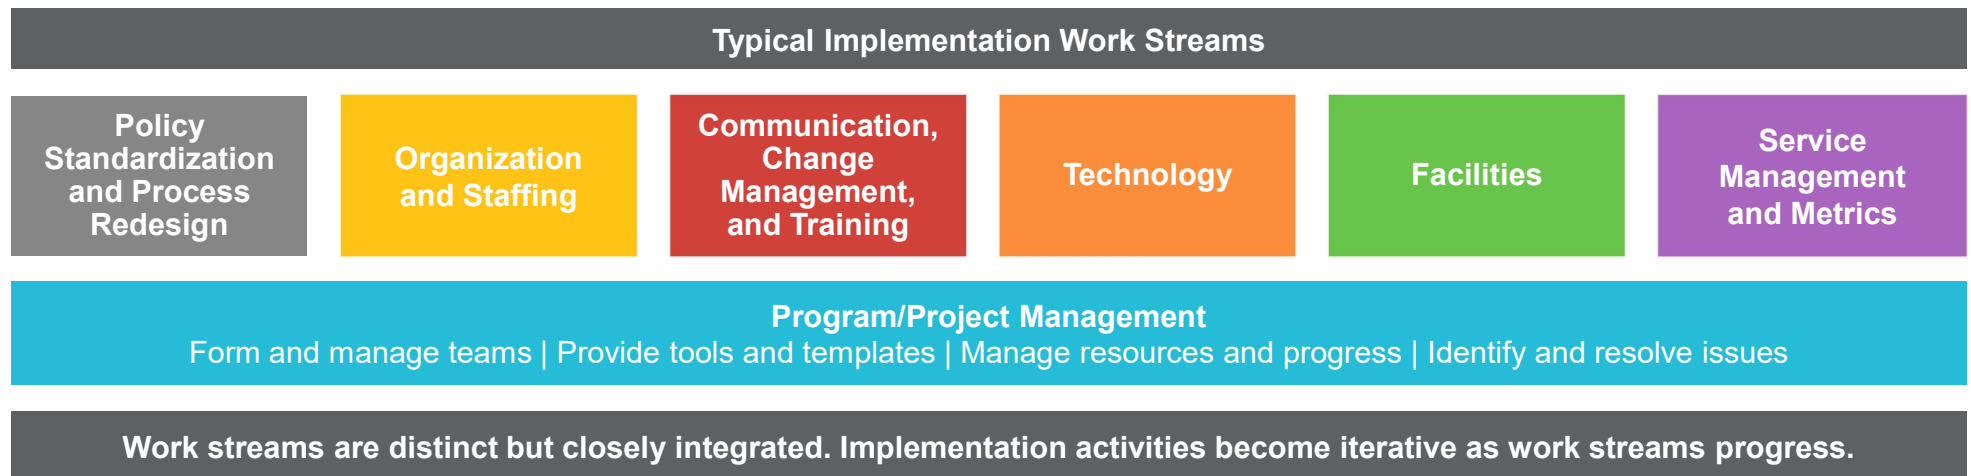 Typical Implementation Work Streams
Policy
Standardization
and Process
Redesign
Organization
and Staffing
Communication,
Change
Management,
and Training
Technology
Facilities
Service
Management
and Metrics
Program/Project Management
Form and manage teams | Provide tools and templates | Manage resources and progress | Identify and resolve issues
Work streams are distinct but closely integrated. Implementation activities become iterative as work streams progress.